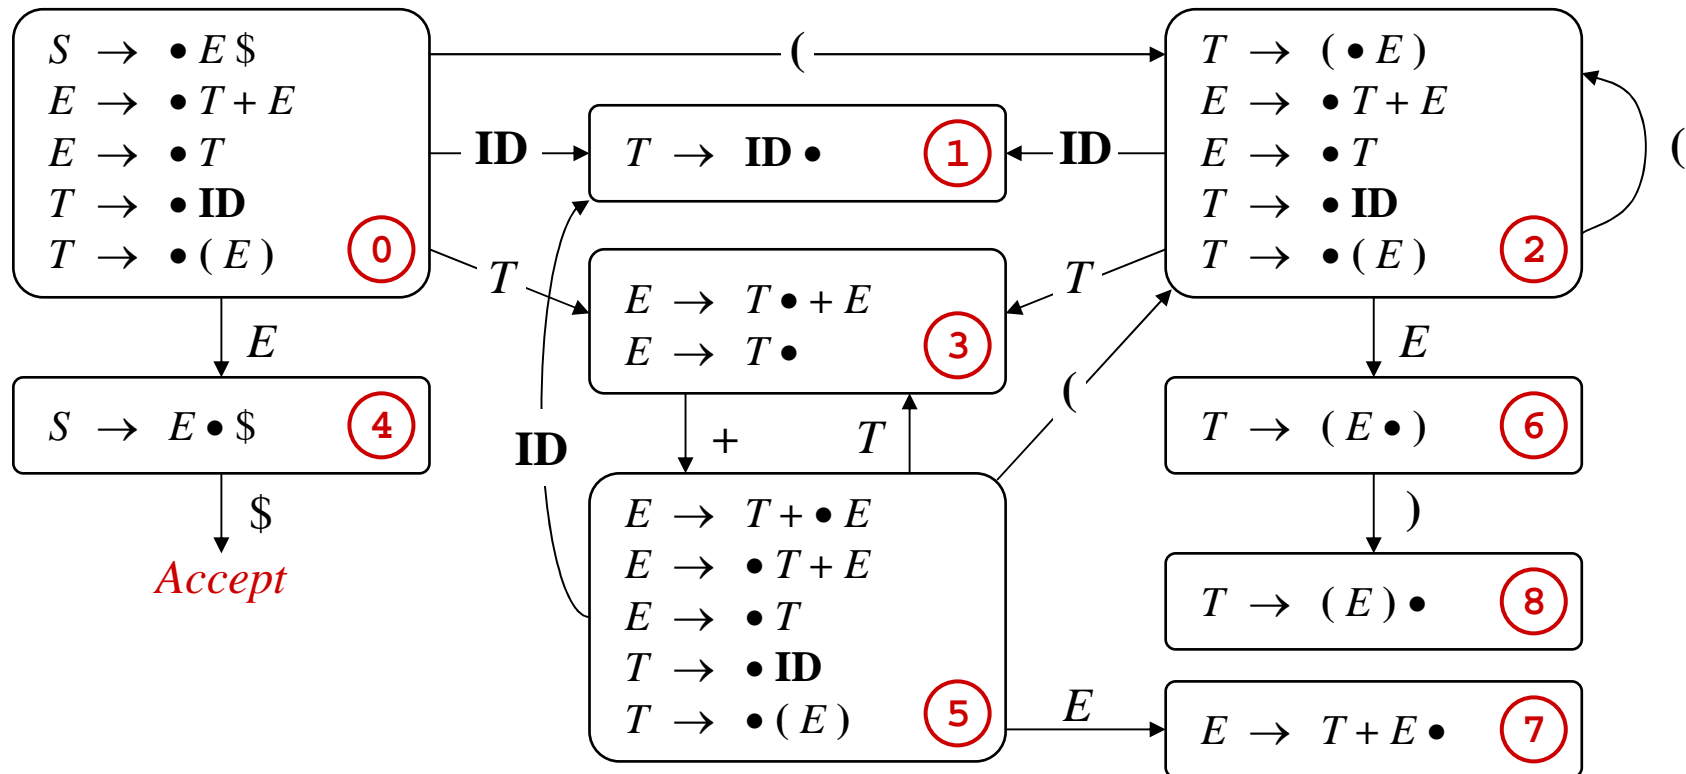 S → • E $
E → • T + E
E → • T
T → • ID
T → • ( E )
0
(
T → ( • E )
E → • T + E
E → • T
T → • ID
T → • ( E )
2
(
ID
T → ID •
1
ID
T
E → T • + E
E → T •
3
T
E
S → E • $
4
$
Accept
ID
+
T
(
E
T → ( E • )
6
)
T → ( E ) •
8
E → T + • E
E → • T + E
E → • T
T → • ID
T → • ( E )
5
E
E → T + E •
7